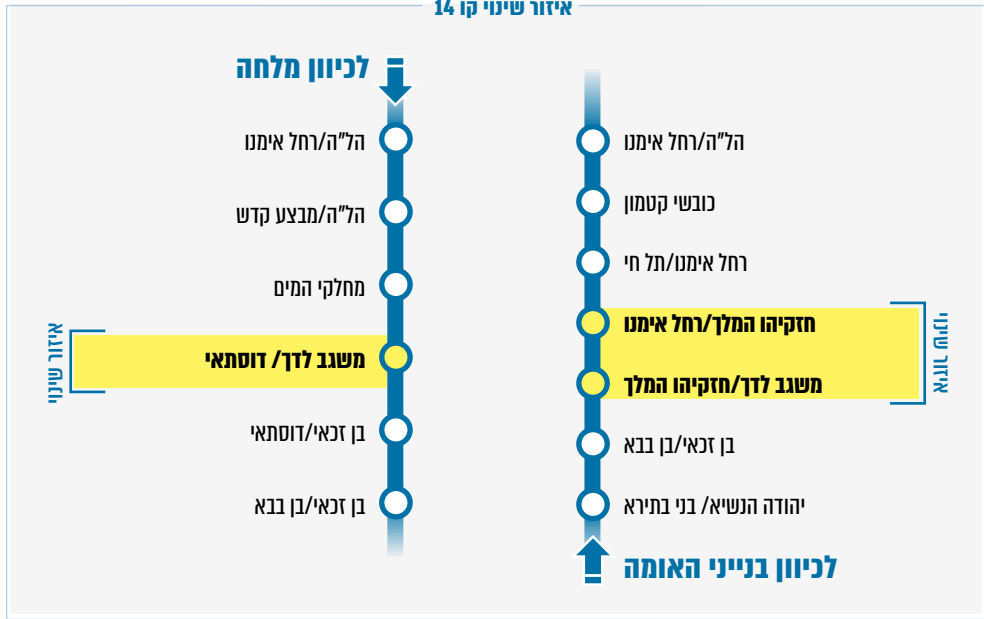 איזור שינוי קו 14
לכיוון בנייני האומה
הל"ה/רחל אימנו
כובשי קטמון
רחל אימנו/תל חי
חזקיהו המלך/רחל אימנו
משגב לדך/חזקיהו המלך
בן זכאי/בן בבא
יהודה הנשיא/ בני בתירא
איזור שינוי
לכיוון מלחה
הל"ה/רחל אימנו
הל"ה/מבצע קדש
מחלקי המים
משגב לדך/ דוסתאי
בן זכאי/דוסתאי
בן זכאי/בן בבא
איזור שינוי